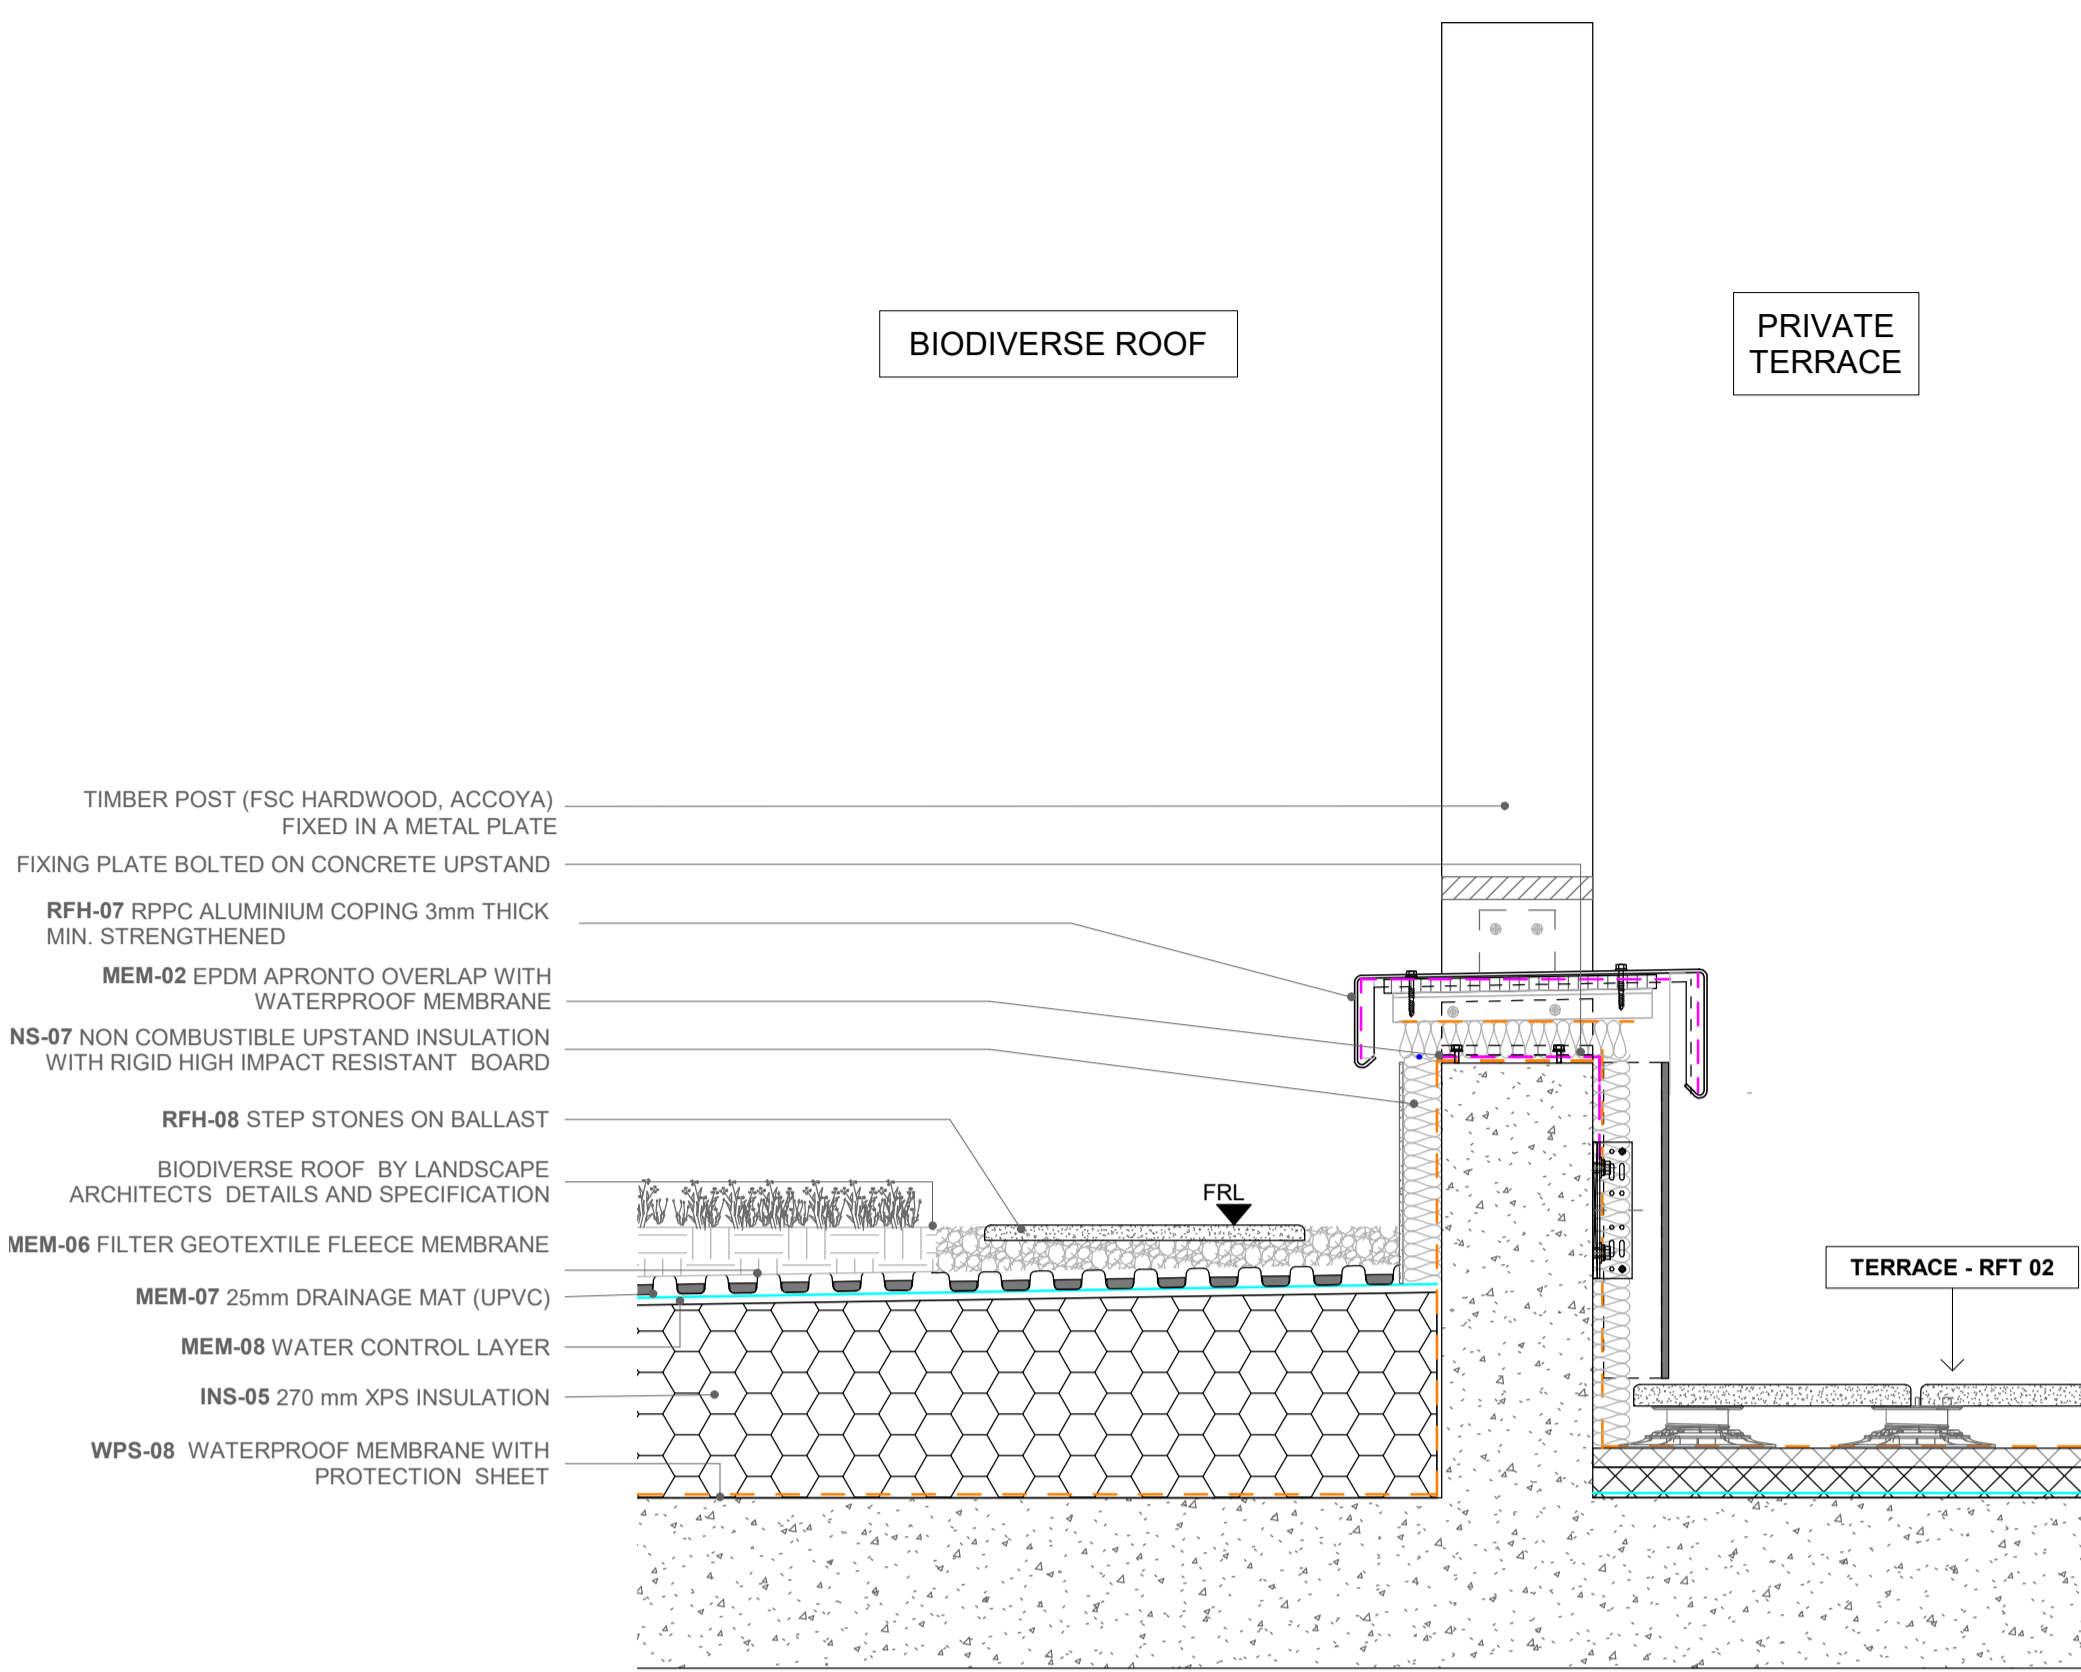 BIODIVERSE ROOF
PRIVATE
TERRACE
TIMBER POST (FSC HARDWOOD, ACCOYA)
FIXED IN A METAL PLATE
FIXING PLATE BOLTED ON CONCRETE UPSTAND
RFH-07 RPPC ALUMINIUM COPING 3mm THICK
MIN. STRENGTHENED
MEM-02 EPDM APRONTO OVERLAP WITH
WATERPROOF MEMBRANE
NS-07 NON COMBUSTIBLE UPSTAND INSULATION
WITH RIGID HIGH IMPACT RESISTANT BOARD
RFH-08 STEP STONES ON BALLAST
BIODIVERSE ROOF BY LANDSCAPE
ARCHITECTS DETAILS AND SPECIFICATION
FRL
MEM-06 FILTER GEOTEXTILE FLEECE MEMBRANE
TERRACE - RFT 02
MEM-07 25mm DRAINAGE MAT (UPVC)
MEM-08 WATER CONTROL LAYER
INS-05 270 mm XPS INSULATION
WPS-08 WATERPROOF MEMBRANE WITH
PROTECTION SHEET